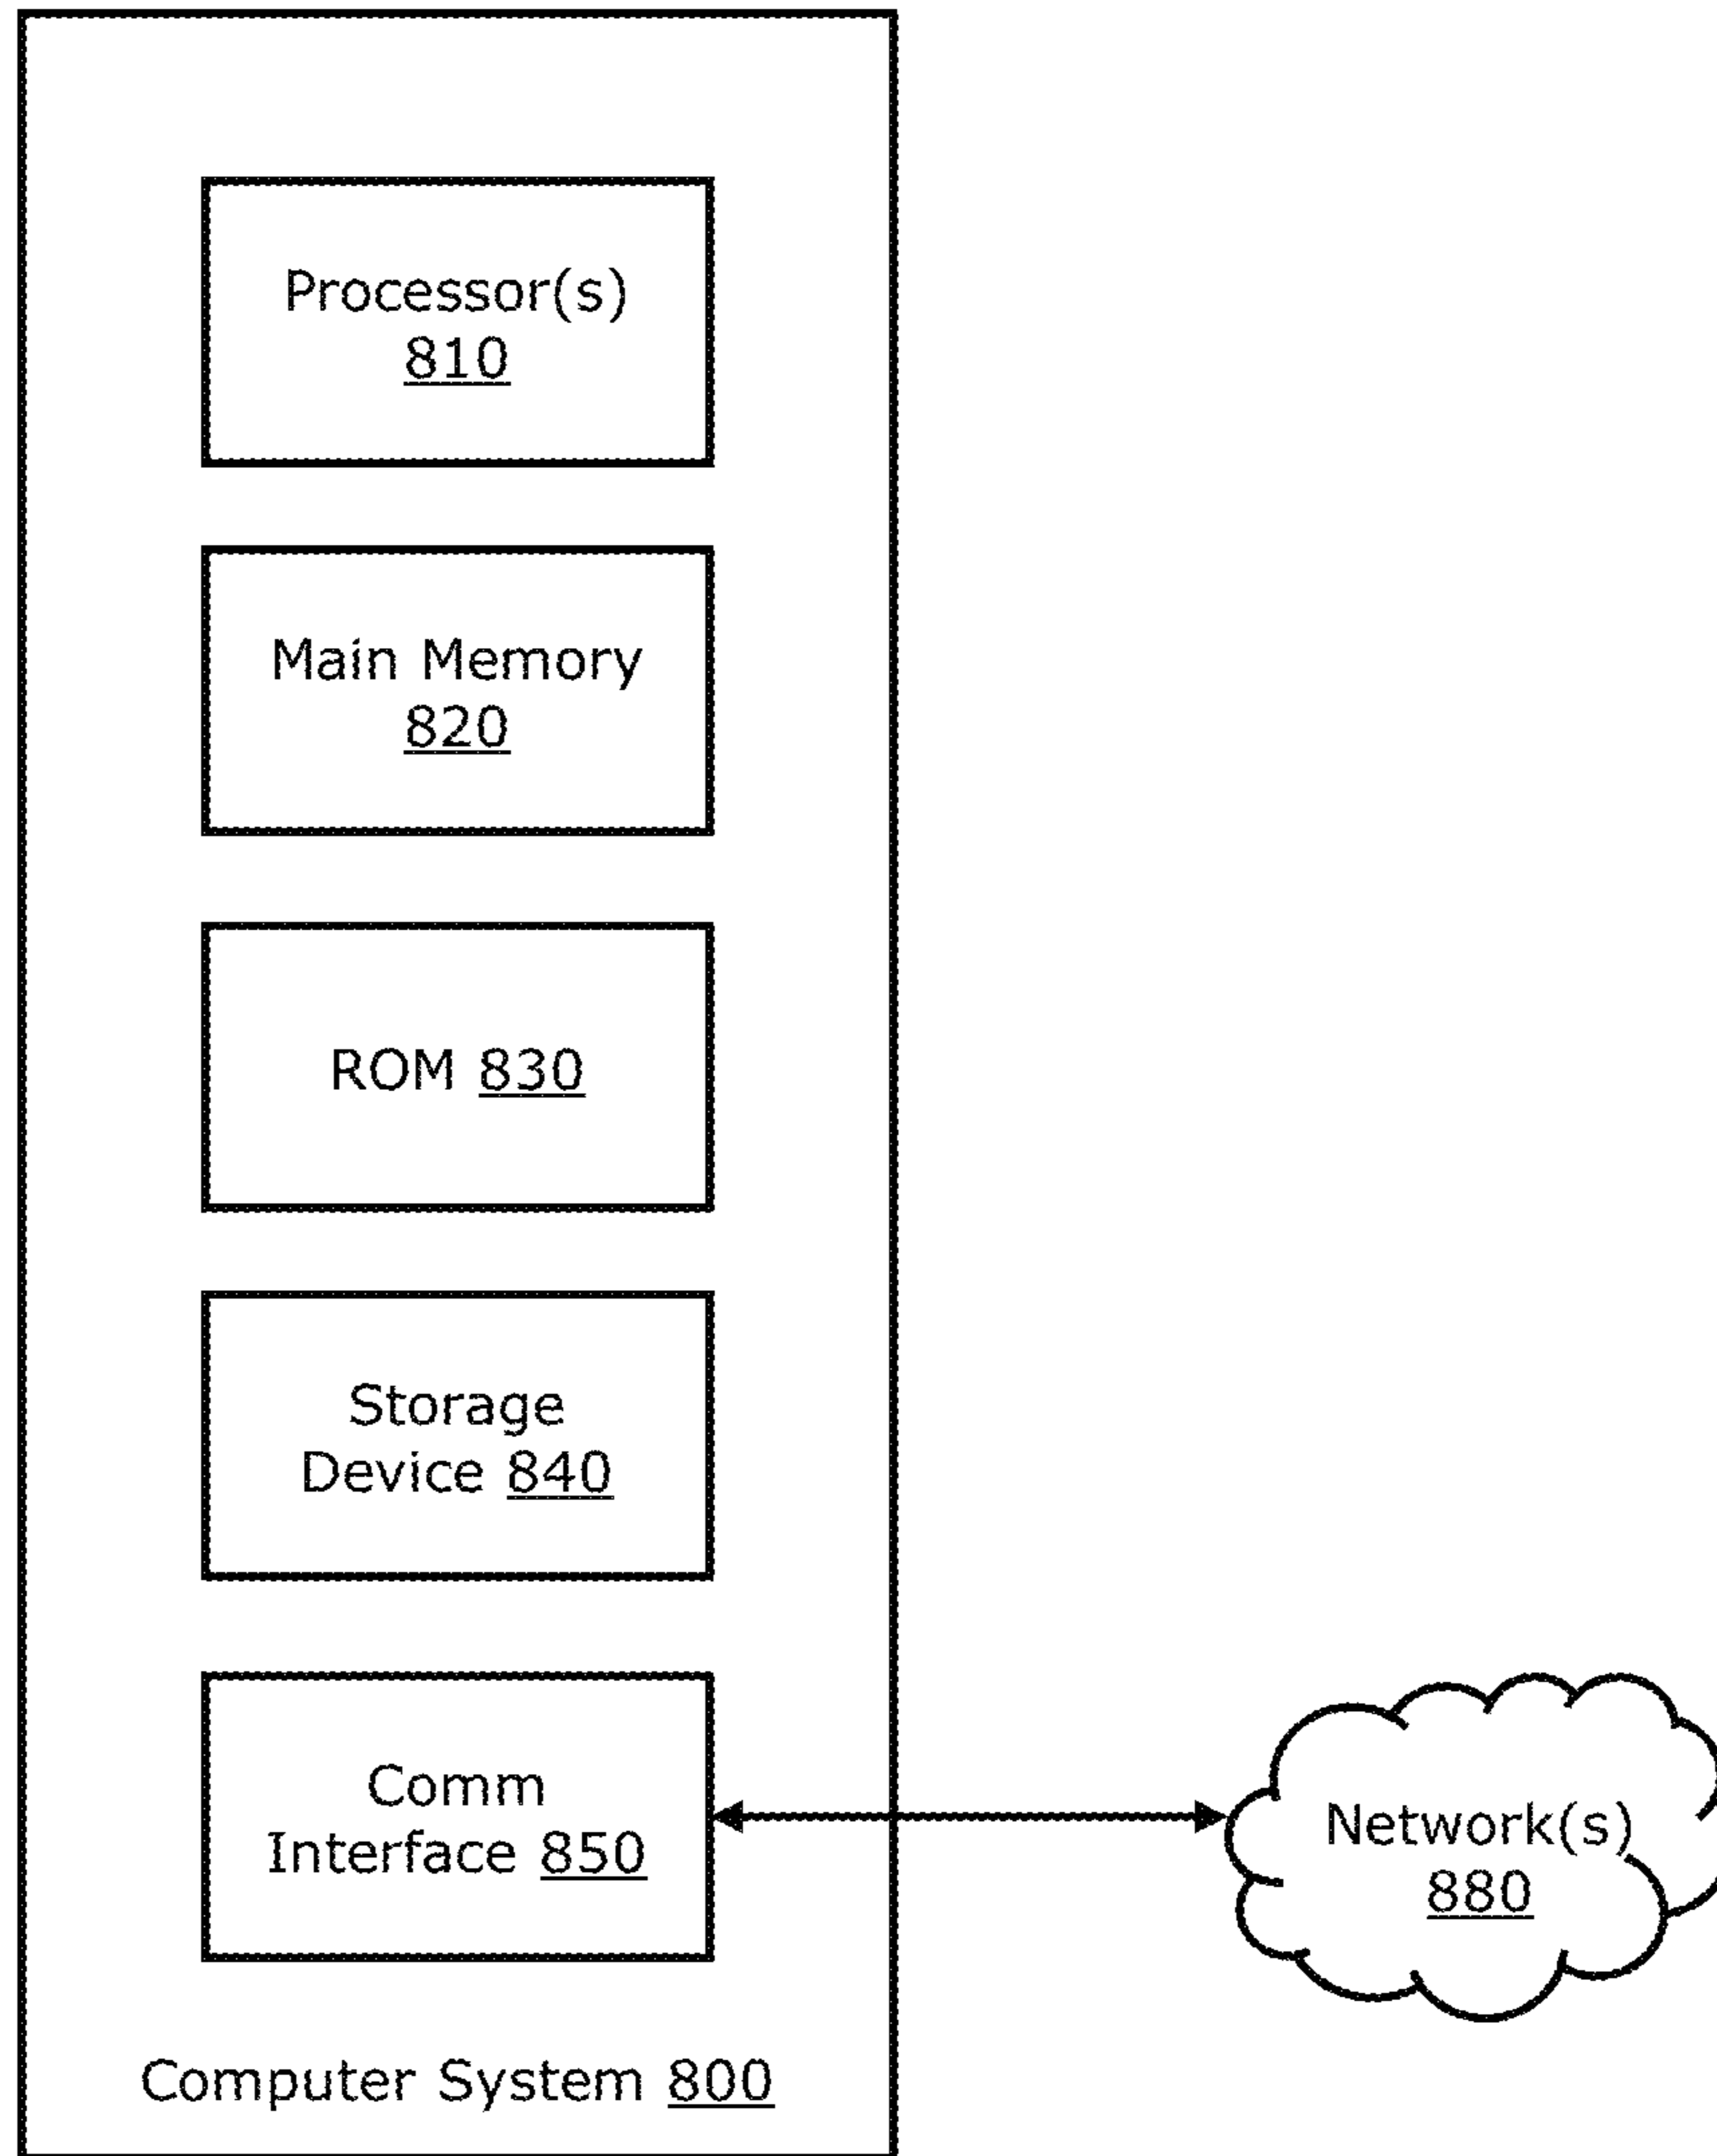 Processor(s)
810
Main Memory
820
ROM 830
Storage
Device 840
Comm
Interface 850
Network(s)
880
Computer System 800